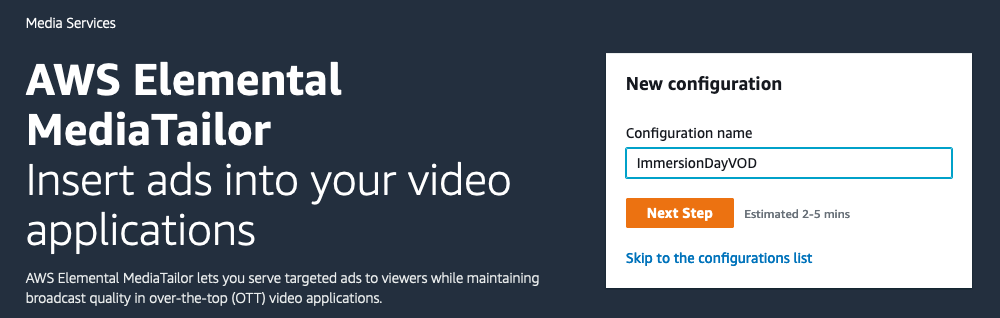 Media Services
AWS Elemental
MediaTailor
Insert ads into your video
applications
AWS Elemental MediaTailor lets you serve targeted ads to viewers while maintaining
broadcast quality in over-the-top (OTT) video applications.
New configuration
Configuration name
ImmersionDayVOD
Next Step Estimated 2-5 mins
Skip to the configurations list